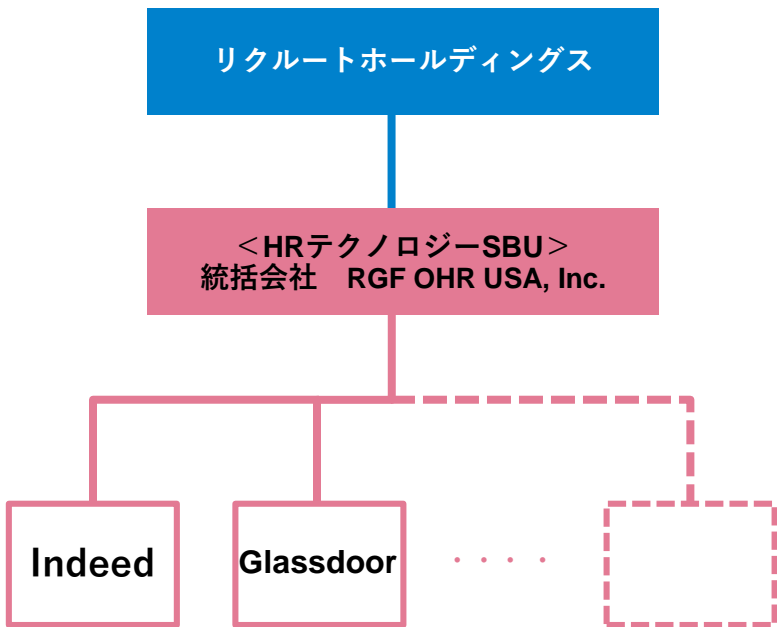 リクルートホールディングス
＜HRテクノロジーSBU＞
統括会社　RGF OHR USA, Inc.
Indeed
Glassdoor
・・・・